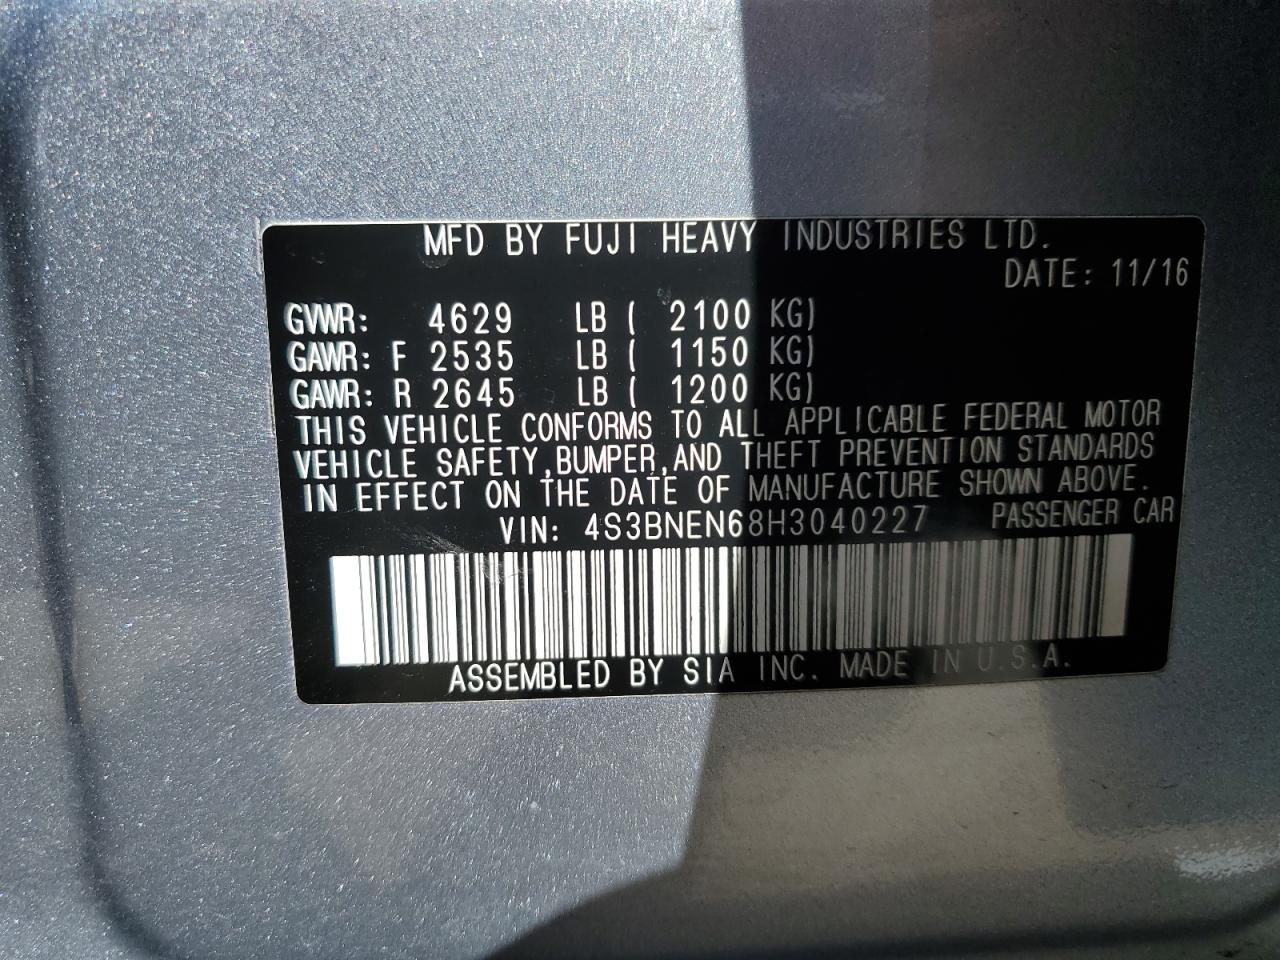 MFD BY FUJI HEAVY INDUSTRIES LTD.
DATE: 11/16
GVWR: 4629 LB ( 2100 KG)
GAWR: F 2535 LB ( 1150 KG)
GAWR: R 2645 LB ( 1200 KG)
THIS VEHICLE CONFORMS TO ALL APPLICABLE FEDERAL MOTOR
VEHICLE SAFETY,BUMPER,AND THEFT PREVENTION STANDARDS
IN EFFECT ON THE DATE OF MANUFACTURE SHOWN ABOVE.
VIN: 4S3BNEN68H3040227 PASSENGER CAR
ASSEMBLED BY SIA INC. MADE IN U.S.A.